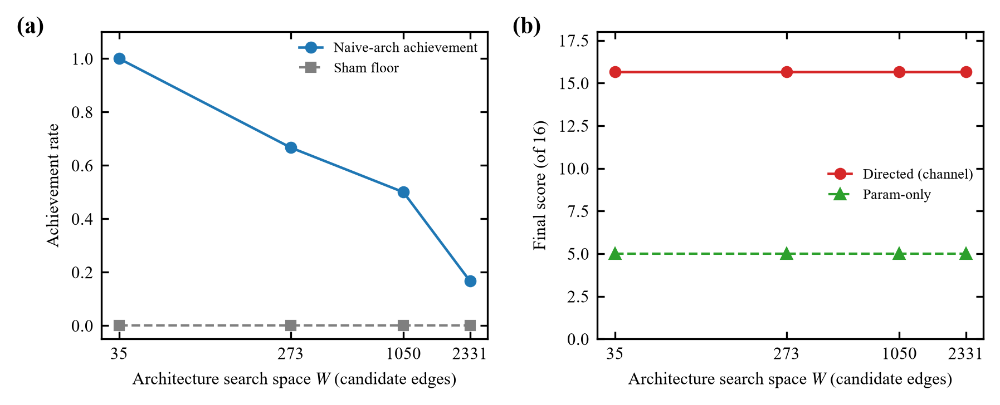 (a)
Naive-arch achievement
Sham floor
1.0
0.8
0.6
0.4
0.2
0.0
Achievement rate
35 273 1050 2331
Architecture search space W (candidate edges)
(b)
17.5
15.0
12.5
10.0
7.5
5.0
2.5
0.0
Final score (of 16)
Directed (channel)
Param-only
35 273 1050 2331
Architecture search space W (candidate edges)